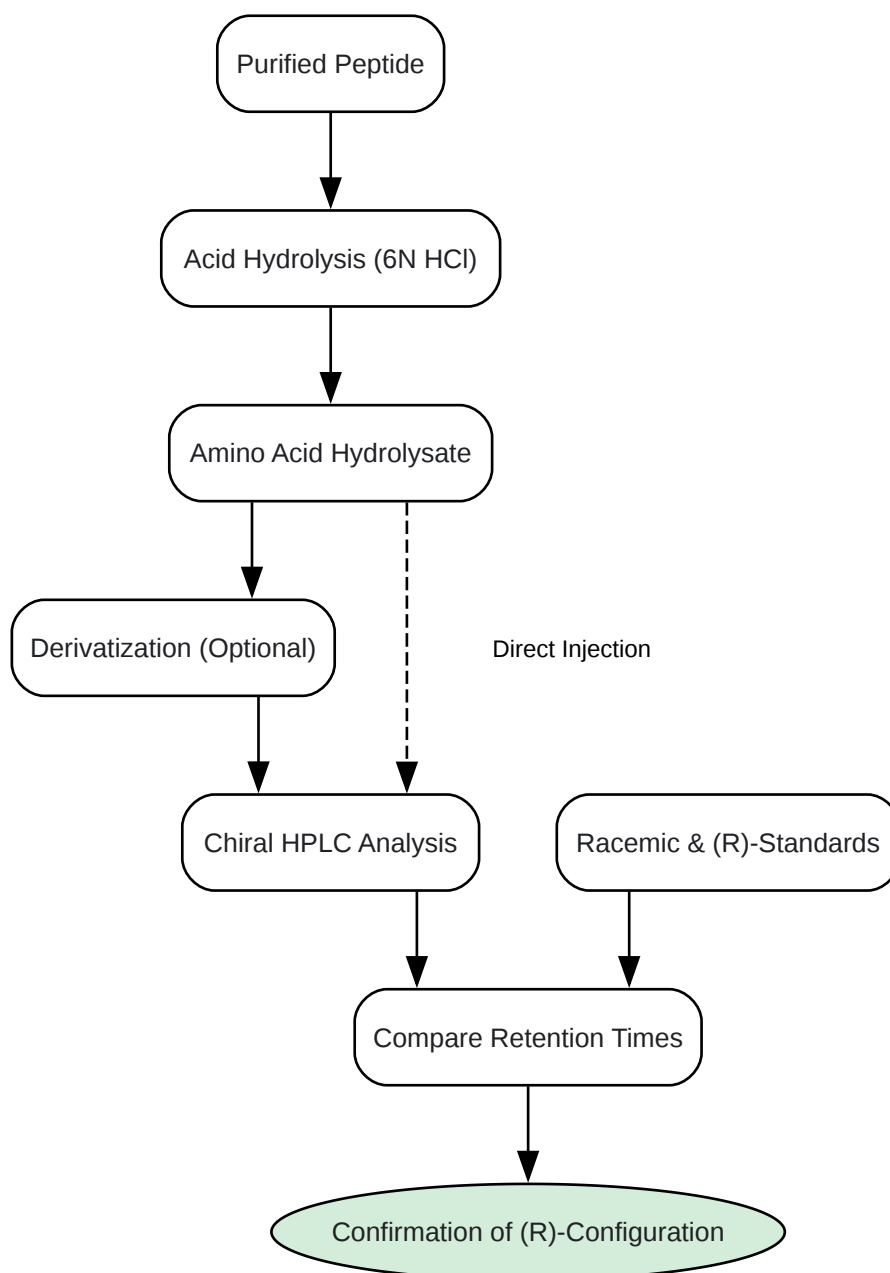 Purified Peptide
Acid Hydrolysis (6N HCl)
Amino Acid Hydrolysate
Derivatization (Optional)
Direct Injection
Chiral HPLC Analysis
Racemic & (R)-Standards
Compare Retention Times
Confirmation of (R)-Configuration